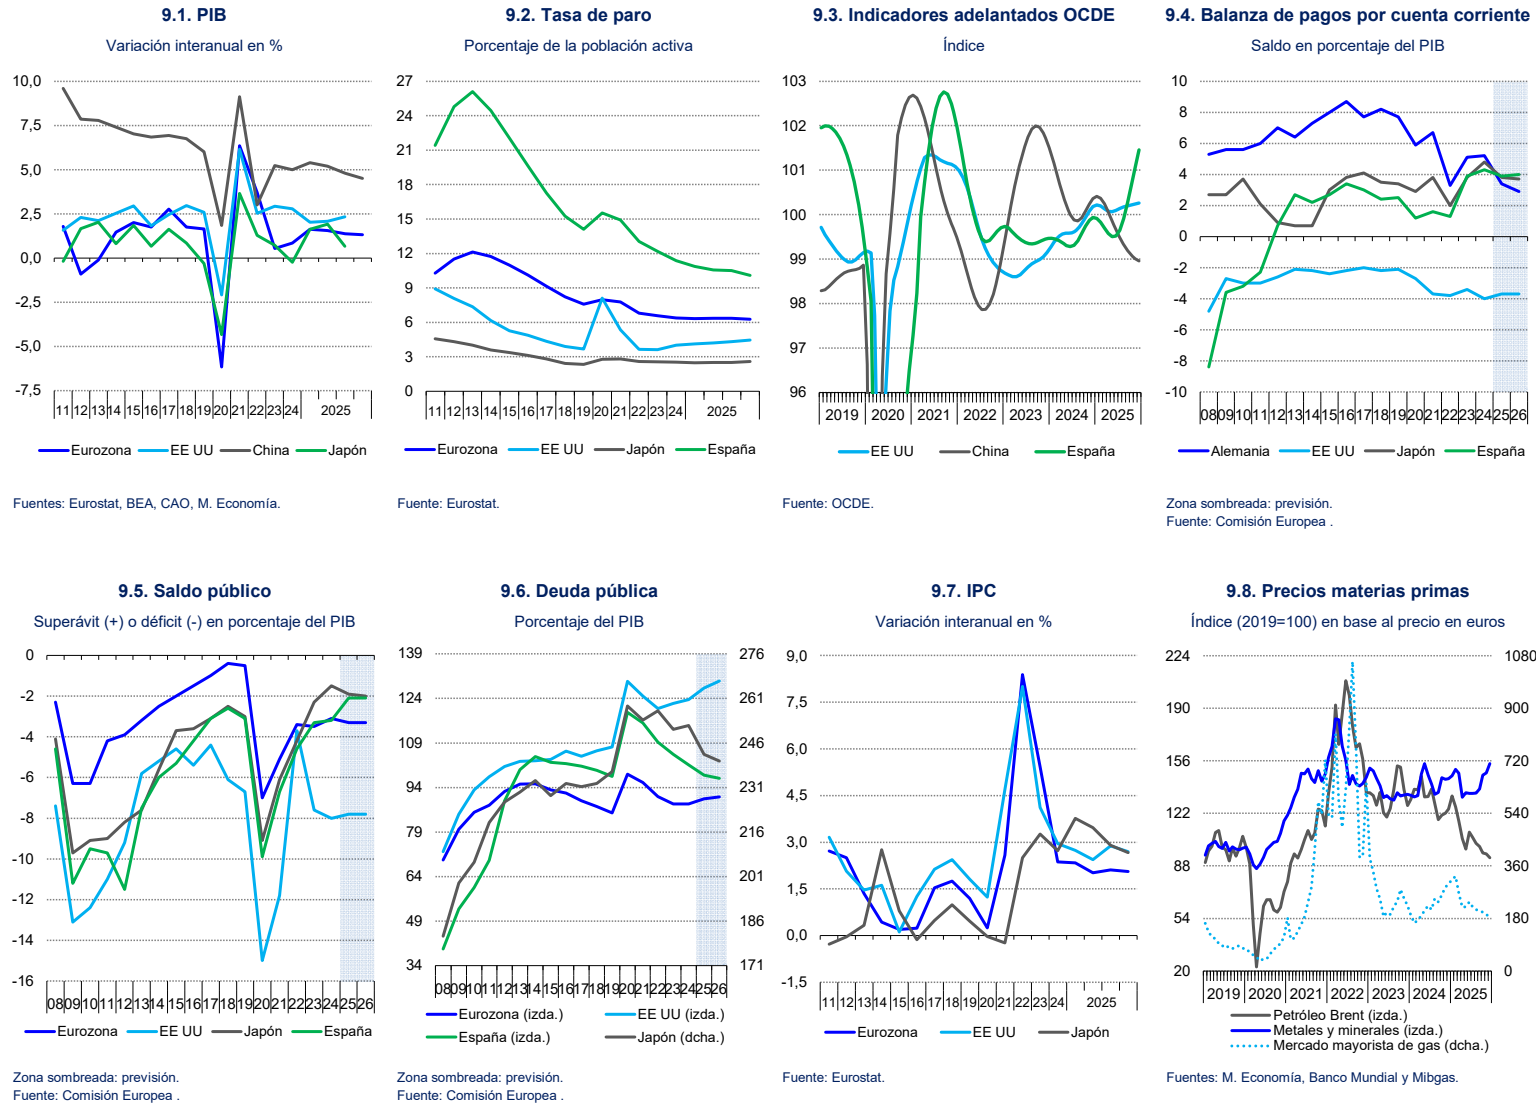 9.1. PIB
Variación interanual en %
10,0
7,5
5,0
2,5
0,0
-2,5
-5,0
-7,5
11 12 13 14 15 16 17 18 19 20 21 22 23 24 2025
Eurozona EE UU China Japón
Fuentes: Eurostat, BEA, CAO, M. Economía.
9.2. Tasa de paro
Porcentaje de la población activa
27
24
21
18
15
12
9
6
3
0
11 12 13 14 15 16 17 18 19 20 21 22 23 24 2025
Eurozona EE UU Japón España
Fuente: Eurostat.
9.3. Indicadores adelantados OCDE
Índice
103
102
101
100
99
98
97
96
2019 2020 2021 2022 2023 2024 2025
EE UU China España
Fuente: OCDE.
9.4. Balanza de pagos por cuenta corriente
Saldo en porcentaje del PIB
10
8
6
4
2
0
-2
-4
-6
-8
-10
08 09 10 11 12 13 14 15 16 17 18 19 20 21 22 23 24 25 26
Alemania EE UU Japón España
Zona sombreada: previsión.
Fuente: Comisión Europea .
9.5. Saldo público
Superávit (+) o déficit (-) en porcentaje del PIB
0
-2
-4
-6
-8
-10
-12
-14
-16
08 09 10 11 12 13 14 15 16 17 18 19 20 21 22 23 24 25 26
Eurozona EE UU Japón España
Zona sombreada: previsión.
Fuente: Comisión Europea .
9.6. Deuda pública
Porcentaje del PIB
139 276
124 261
109 246
94 231
79 216
64 201
49 186
34 171
08 09 10 11 12 13 14 15 16 17 18 19 20 21 22 23 24 25 26
Eurozona (izda.) EE UU (izda.)
España (izda.) Japón (dcha.)
Zona sombreada: previsión.
Fuente: Comisión Europea .
9.7. IPC
Variación interanual en %
9,0
7,5
6,0
4,5
3,0
1,5
0,0
-1,5
11 12 13 14 15 16 17 18 19 20 21 22 23 24 2025
Eurozona EE UU Japón
Fuente: Eurostat.
9.8. Precios materias primas
Índice (2019=100) en base al precio en euros
224 1080
190 900
156 720
122 540
88 360
54 180
20 0
2019 2020 2021 2022 2023 2024 2025
Petróleo Brent (izda.)
Metales y minerales (izda.)
Mercado mayorista de gas (dcha.)
Fuentes: M. Economía, Banco Mundial y Mibgas.